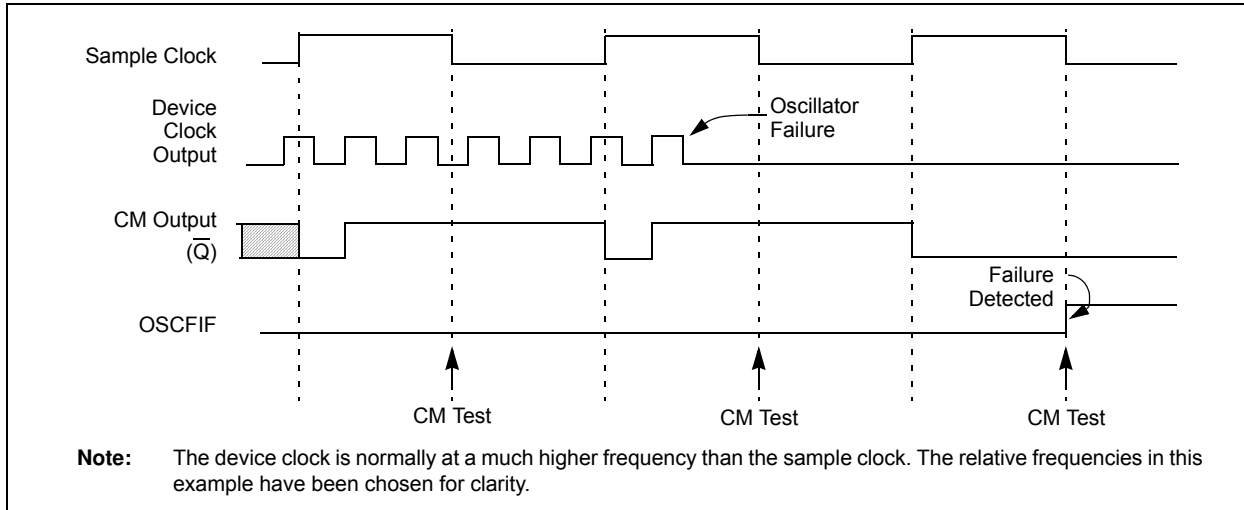 Sample Clock
Device
Clock
Output
Oscillator
Failure
CM Output
(Q̅)
Failure
Detected
OSCFIF
CM Test
CM Test
CM Test
Note: The device clock is normally at a much higher frequency than the sample clock. The relative frequencies in this
example have been chosen for clarity.